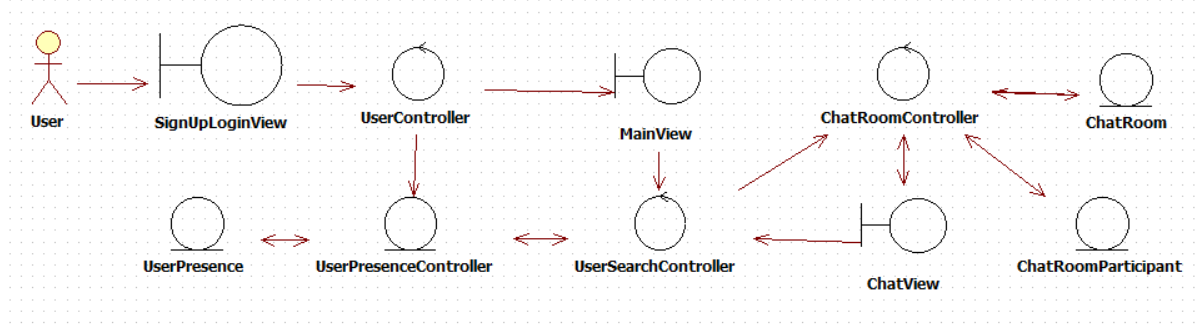 User
SignUpLoginView
UserController
MainView
ChatRoomController
ChatRoom
UserPresence
UserPresenceController
UserSearchController
ChatView
ChatRoomParticipant